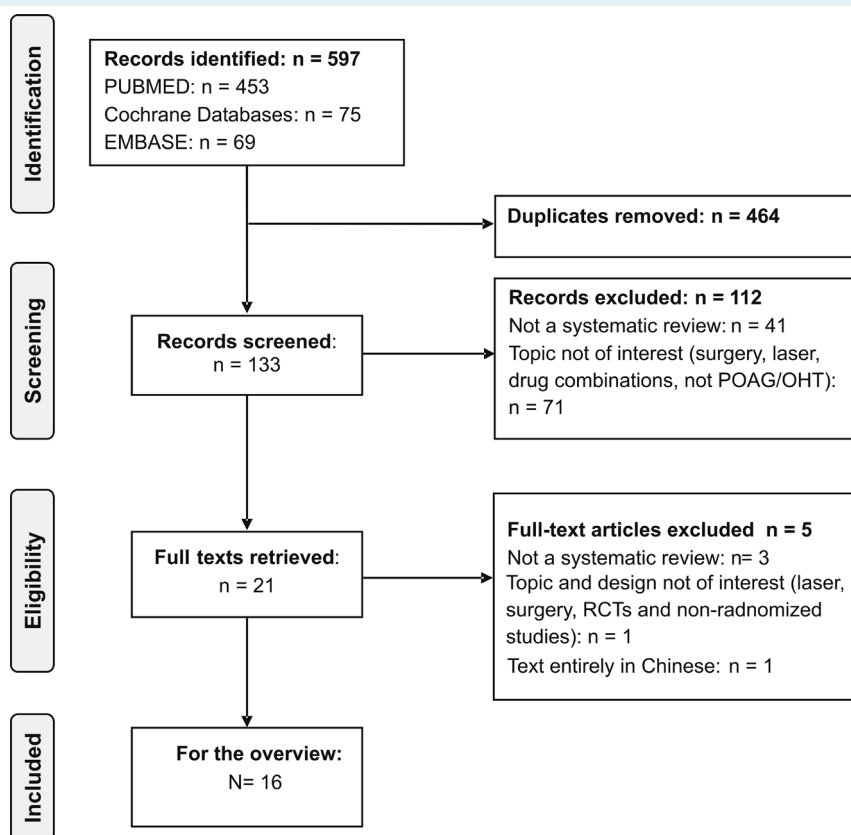 Identification
Records identified: n = 597
PUBMED: n = 453
Cochrane Databases: n = 75
EMBASE: n = 69
Duplicates removed: n = 464
Screening
Records screened:
n = 133
Records excluded: n = 112
Not a systematic review: n = 41
Topic not of interest (surgery, laser,
drug combinations, not POAG/OHT):
n = 71
Eligibility
Full texts retrieved:
n = 21
Full-text articles excluded n = 5
Not a systematic review: n= 3
Topic and design not of interest (laser,
surgery, RCTs and non-radnomized
studies): n = 1
Text entirely in Chinese: n = 1
Included
For the overview:
N= 16